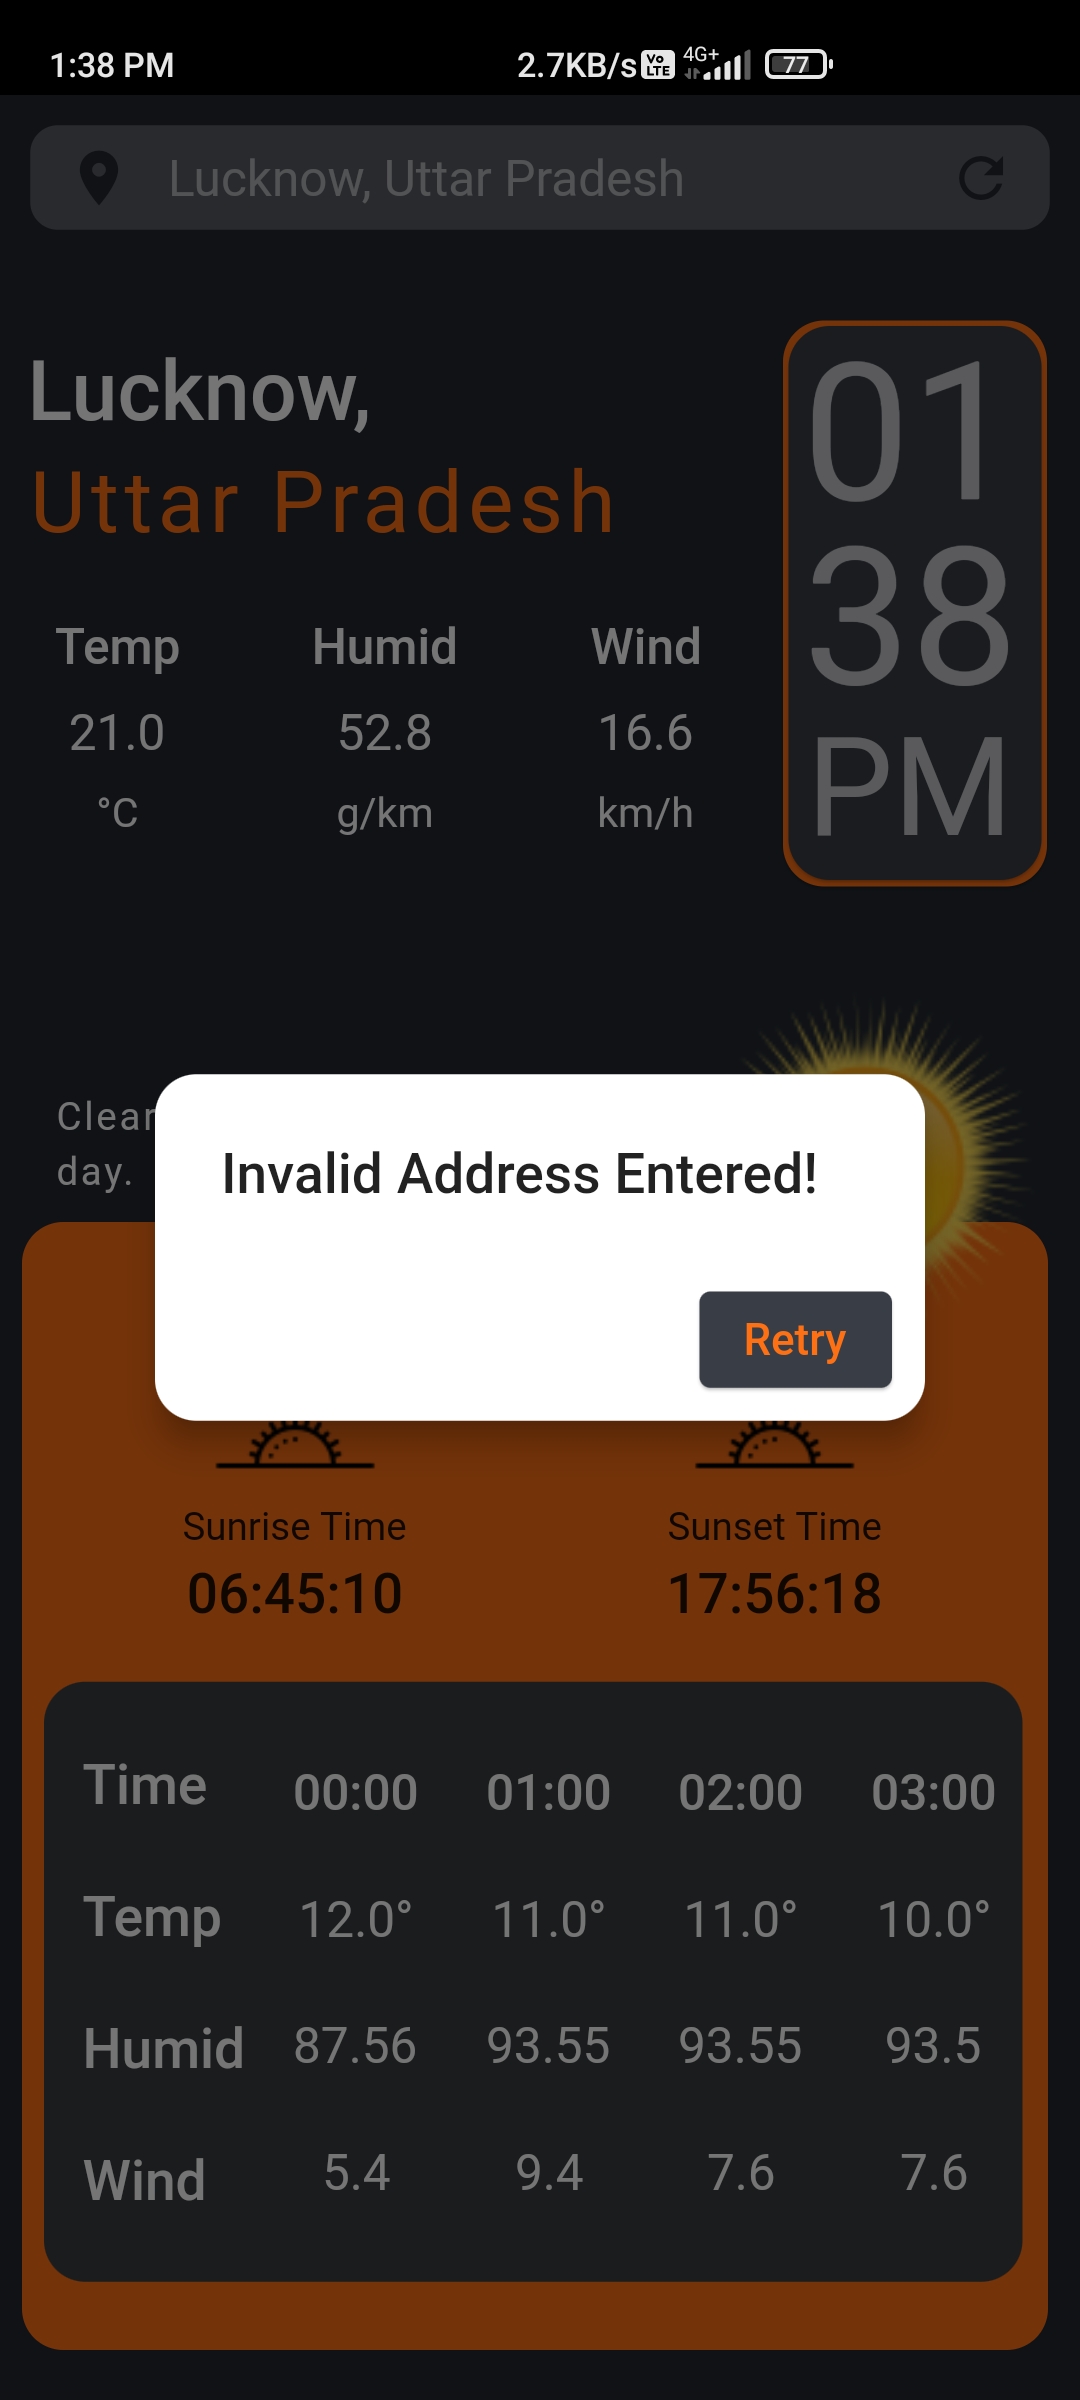 1:38 PM 2.7KB/s Vo LTE 4G+ 77
Lucknow, Uttar Pradesh
Lucknow,
Uttar Pradesh
01
38
PM
Temp Humid Wind
21.0 52.8 16.6
°C g/km km/h
Clear
day.
Invalid Address Entered!
Retry
Sunrise Time Sunset Time
06:45:10 17:56:18
Time 00:00 01:00 02:00 03:00
Temp 12.0° 11.0° 11.0° 10.0°
Humid 87.56 93.55 93.55 93.5
Wind 5.4 9.4 7.6 7.6